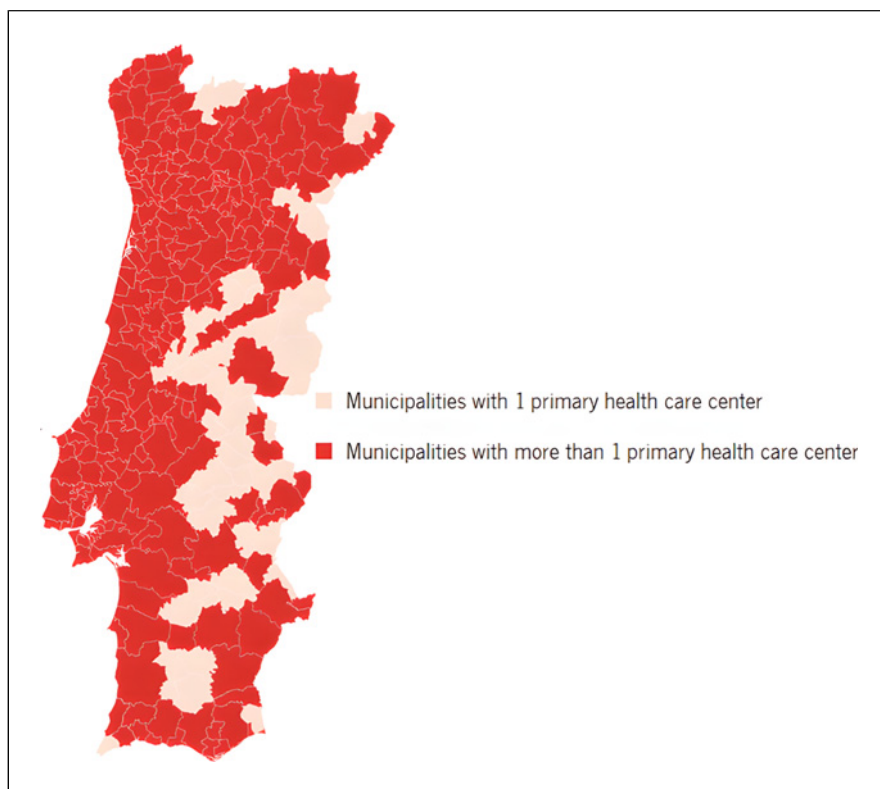 Municipalities with 1 primary health care center
Municipalities with more than 1 primary health care center